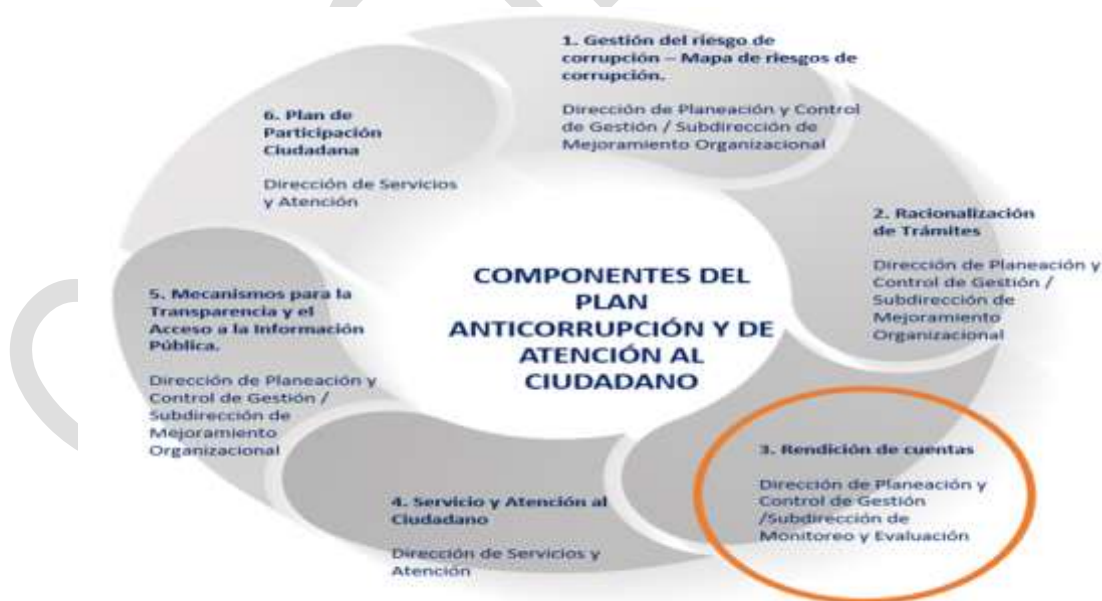 1. Gestión del riesgo de
corrupción – Mapa de riesgos de
corrupción.
Dirección de Planeación y Control
de Gestión / Subdirección de
Mejoramiento Organizacional
2. Racionalización
de Trámites
Dirección de Planeación y
Control de Gestión /
Subdirección de
Mejoramiento
Organizacional
3. Rendición de cuentas
Dirección de Planeación y
Control de Gestión
/Subdirección de
Monitoreo y Evaluación
4. Servicio y Atención al
Ciudadano
Dirección de Servicios y
Atención
5. Mecanismos para la
Transparencia y el
Acceso a la Información
Pública.
Dirección de Planeación y
Control de Gestión /
Subdirección de
Mejoramiento
Organizacional
6. Plan de
Participación
Ciudadana
Dirección de Servicios
y Atención
COMPONENTES DEL
PLAN
ANTICORRUPCIÓN Y DE
ATENCIÓN AL
CIUDADANO